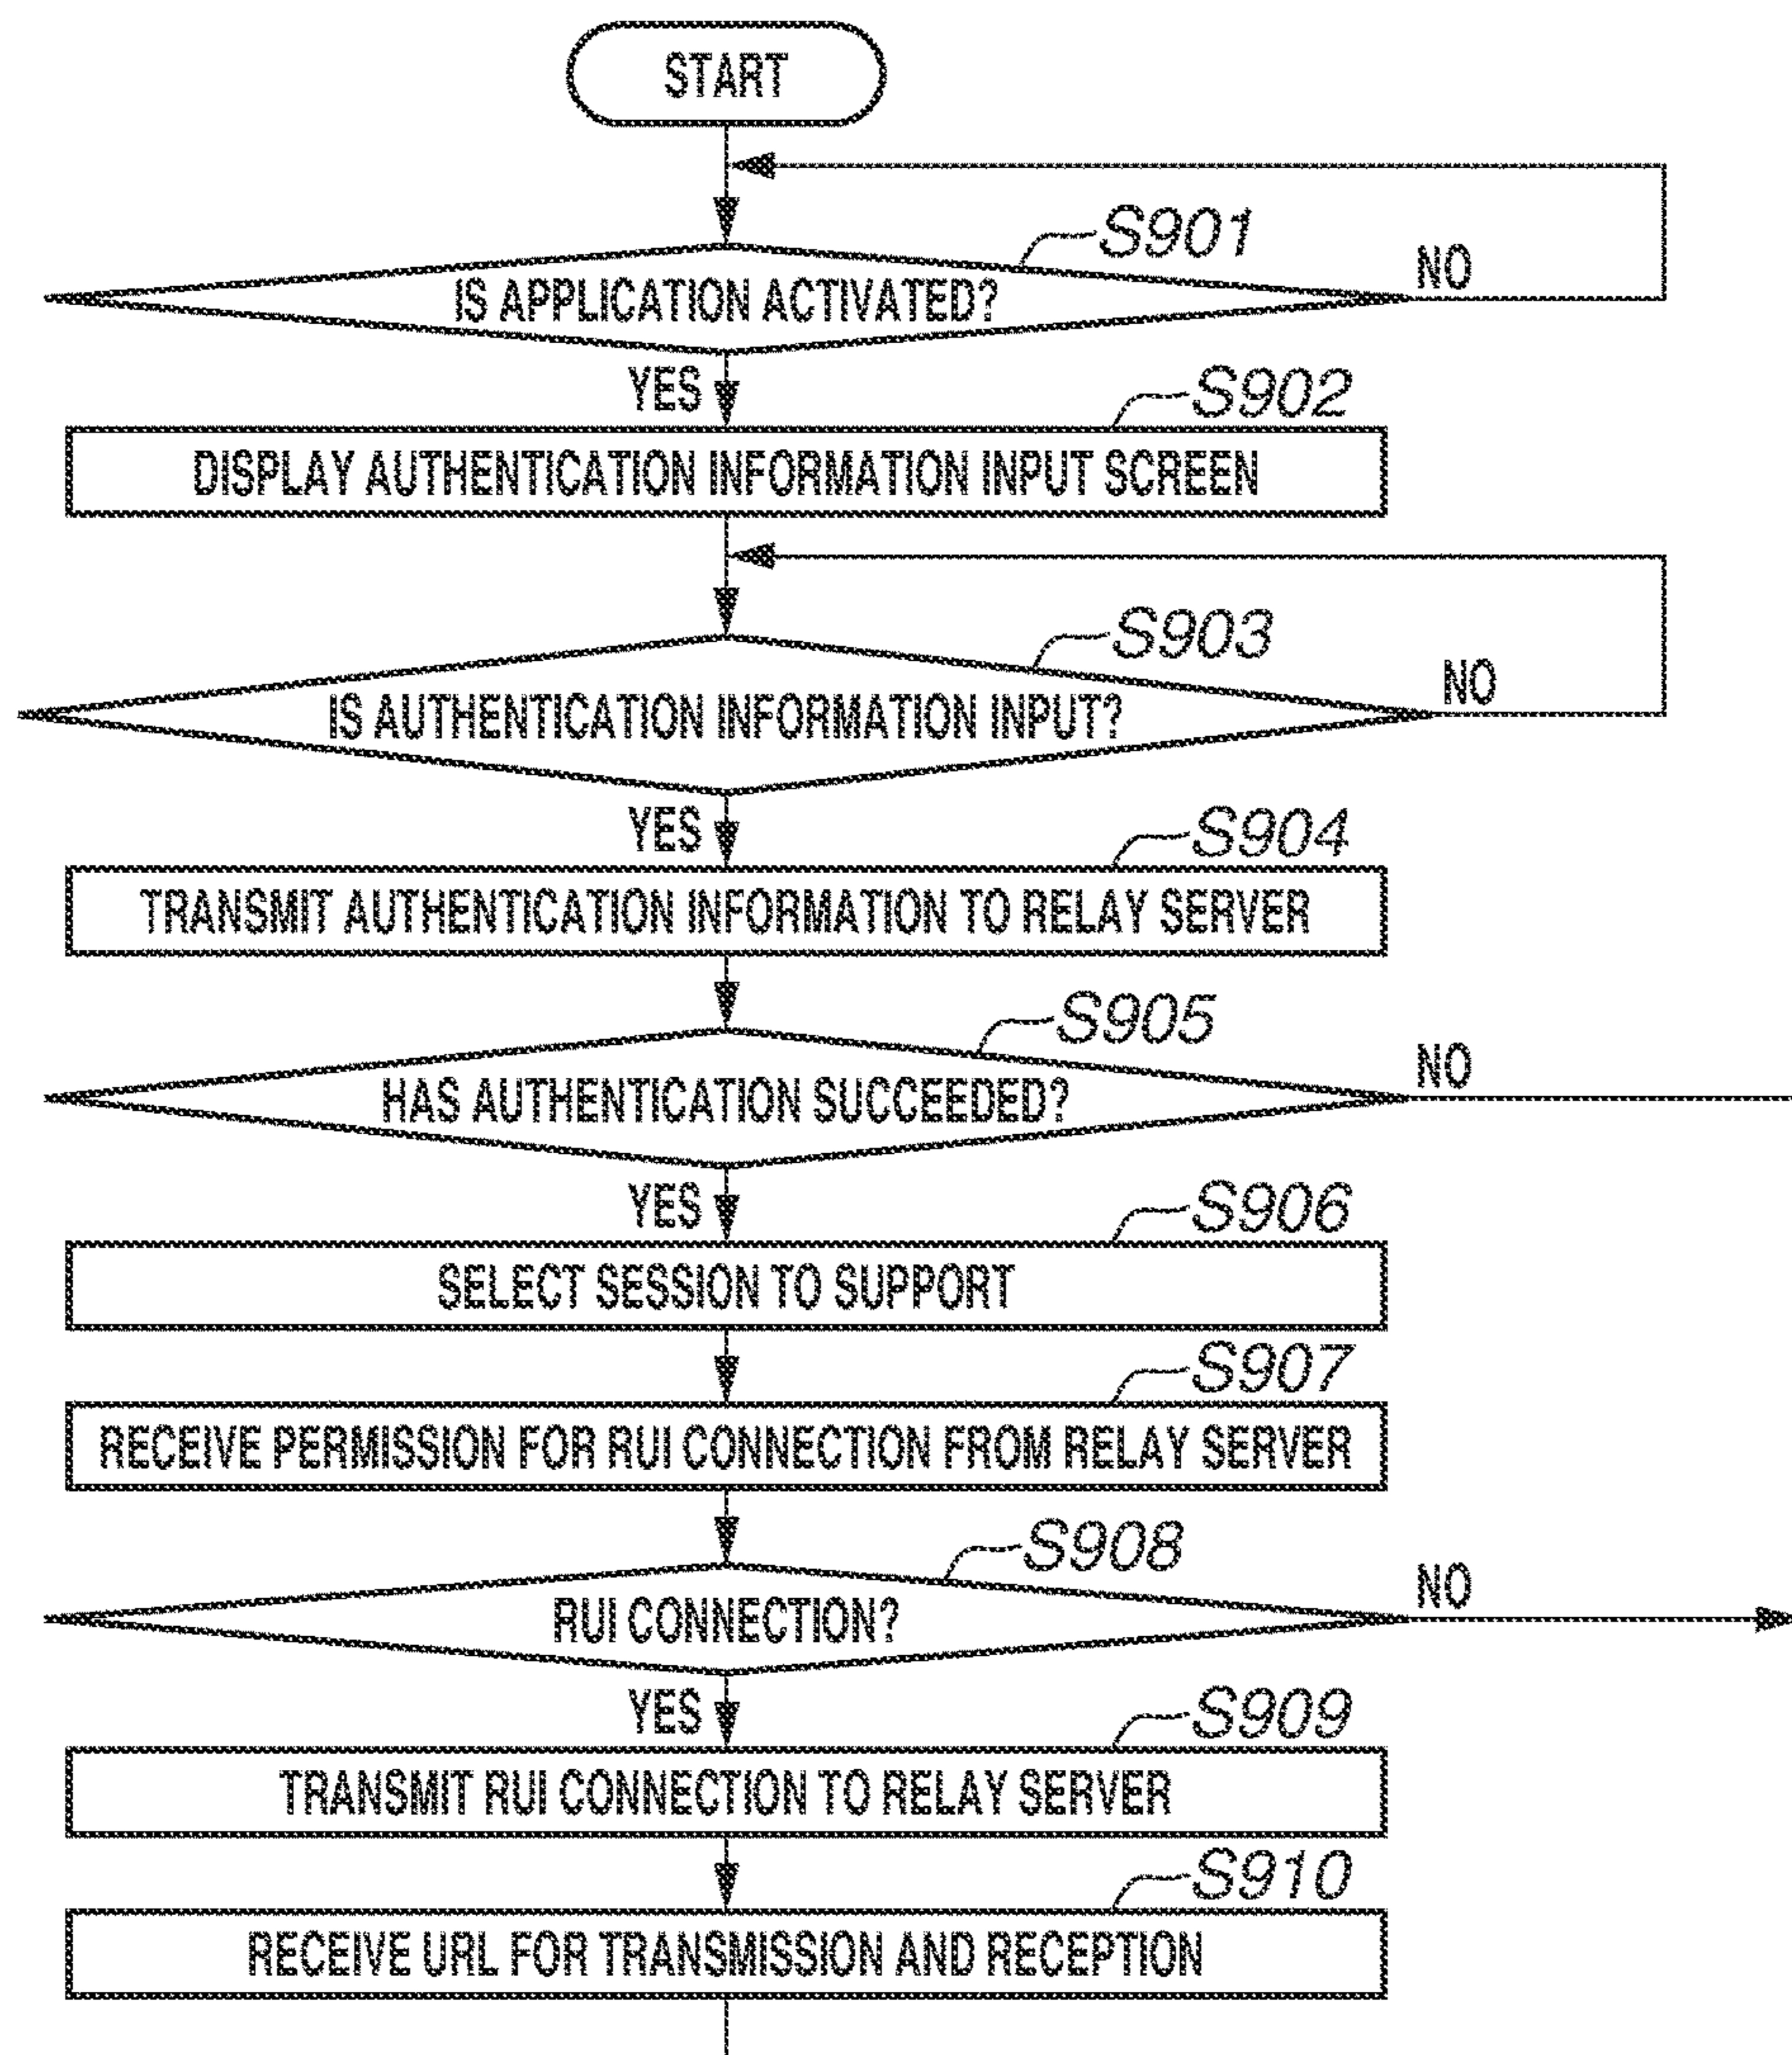 START
S901
IS APPLICATION ACTIVATED?
NO
YES
S902
DISPLAY AUTHENTICATION INFORMATION INPUT SCREEN
S903
IS AUTHENTICATION INFORMATION INPUT?
NO
YES
S904
TRANSMIT AUTHENTICATION INFORMATION TO RELAY SERVER
S905
HAS AUTHENTICATION SUCCEEDED?
NO
YES
S906
SELECT SESSION TO SUPPORT
S907
RECEIVE PERMISSION FOR RUI CONNECTION FROM RELAY SERVER
S908
RUI CONNECTION?
NO
YES
S909
TRANSMIT RUI CONNECTION TO RELAY SERVER
S910
RECEIVE URL FOR TRANSMISSION AND RECEPTION